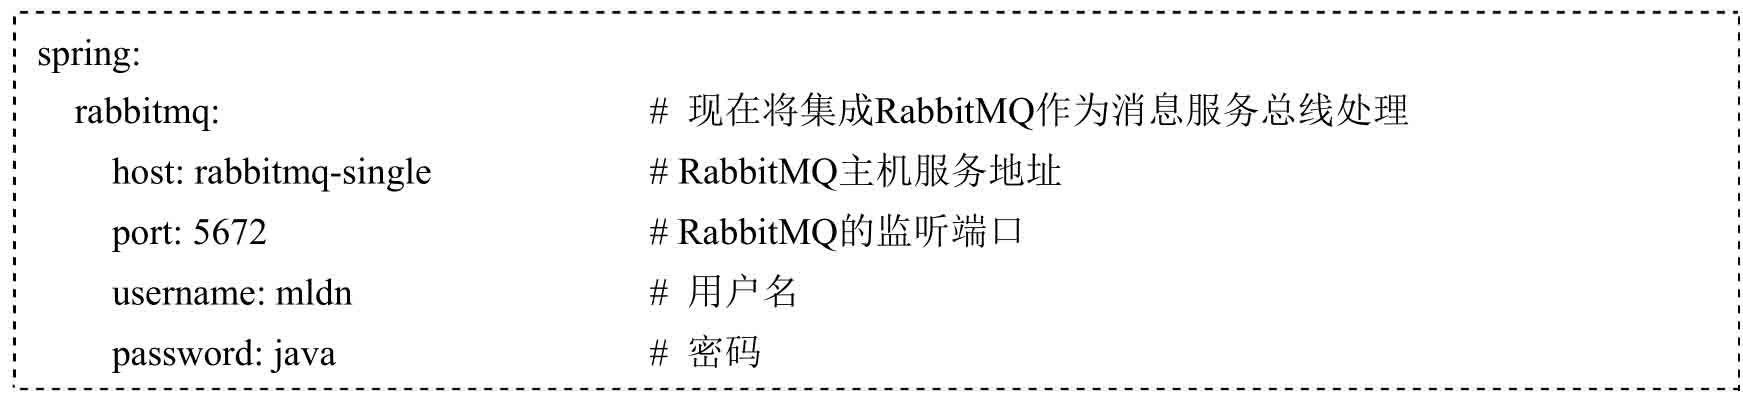 spring:
  rabbitmq: # 现在将集成RabbitMQ作为消息服务总线处理
    host: rabbitmq-single # RabbitMQ主机服务地址
    port: 5672 # RabbitMQ的监听端口
    username: mldn # 用户名
    password: java # 密码